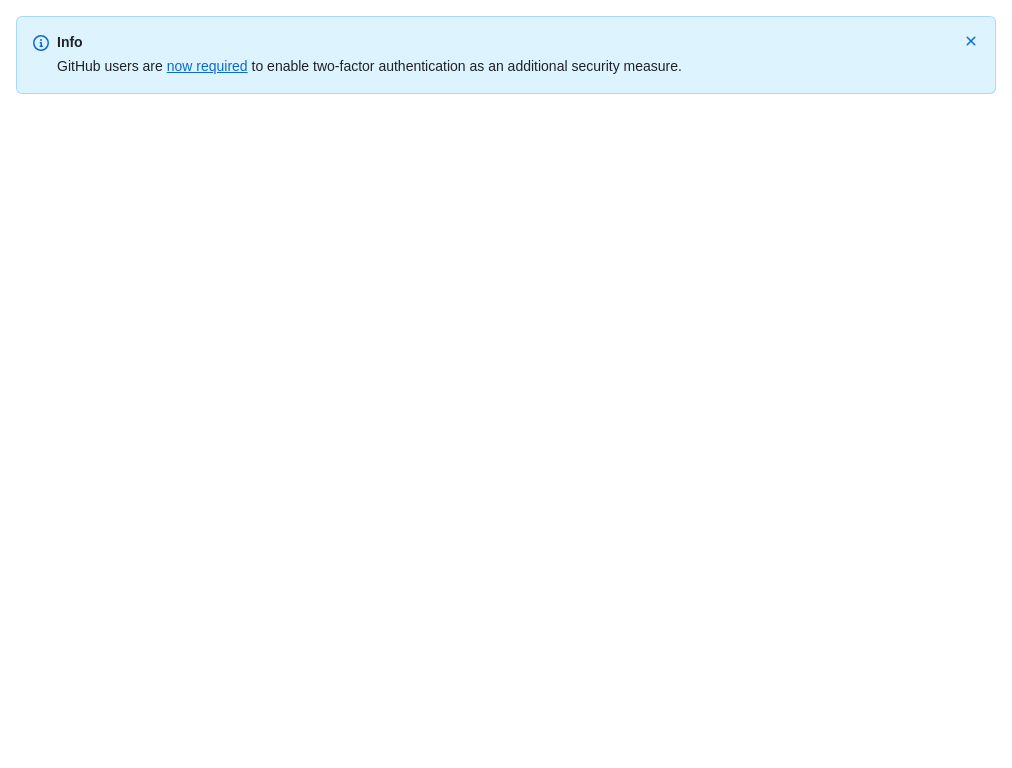 Info
GitHub users are now required to enable two-factor authentication as an additional security measure.